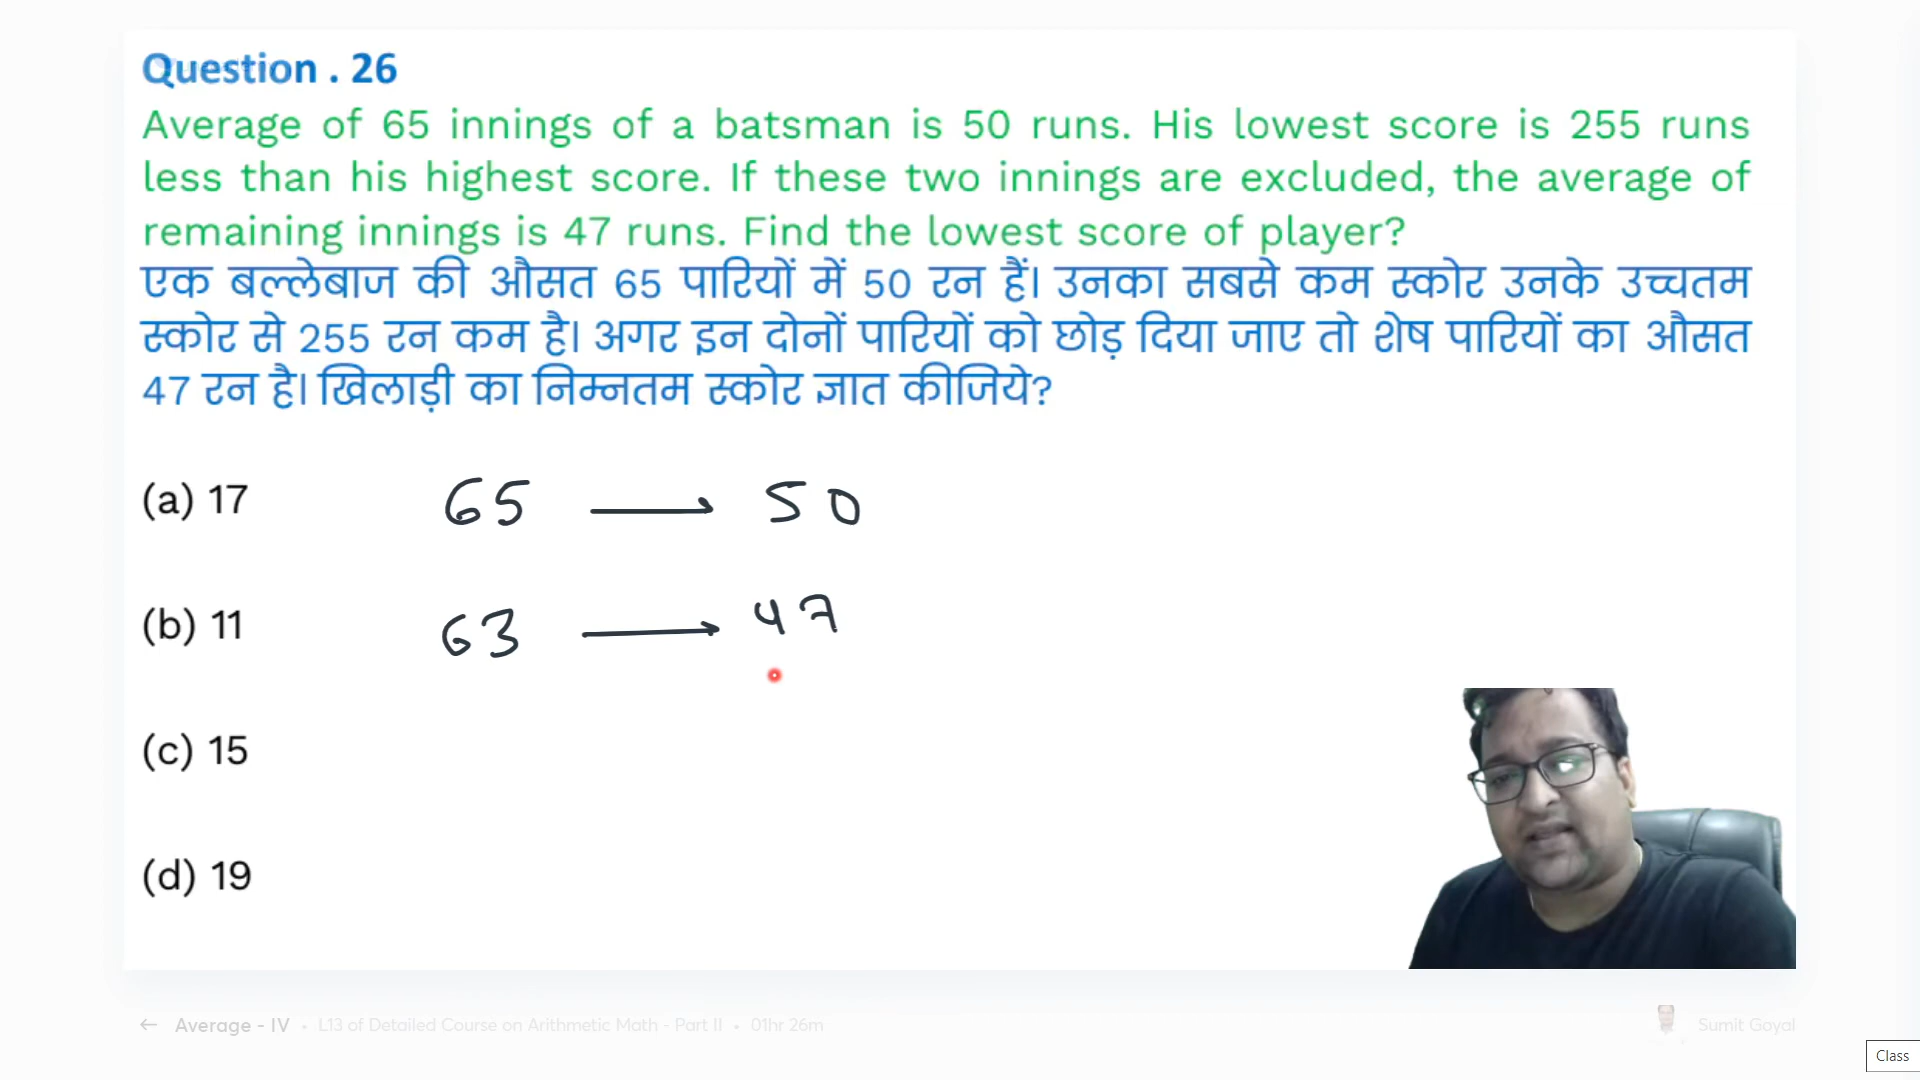 Question . 26
Average of 65 innings of a batsman is 50 runs. His lowest score is 255 runs
less than his highest score. If these two innings are excluded, the average of
remaining innings is 47 runs. Find the lowest score of player?
एक बल्लेबाज की औसत 65 पारियों में 50 रन हैं। उनका सबसे कम स्कोर उनके उच्चतम
स्कोर से 255 रन कम है। अगर इन दोनों पारियों को छोड़ दिया जाए तो शेष पारियों का औसत
47 रन है। खिलाड़ी का निम्नतम स्कोर ज्ञात कीजिये?
(a) 17
65 → 50
(b) 11
63 → 47
(c) 15
(d) 19
← Average - IV • L13 of Detailed Course on Arithmetic Math - Part II • 01hr 26m
Sumit Goyal
Class